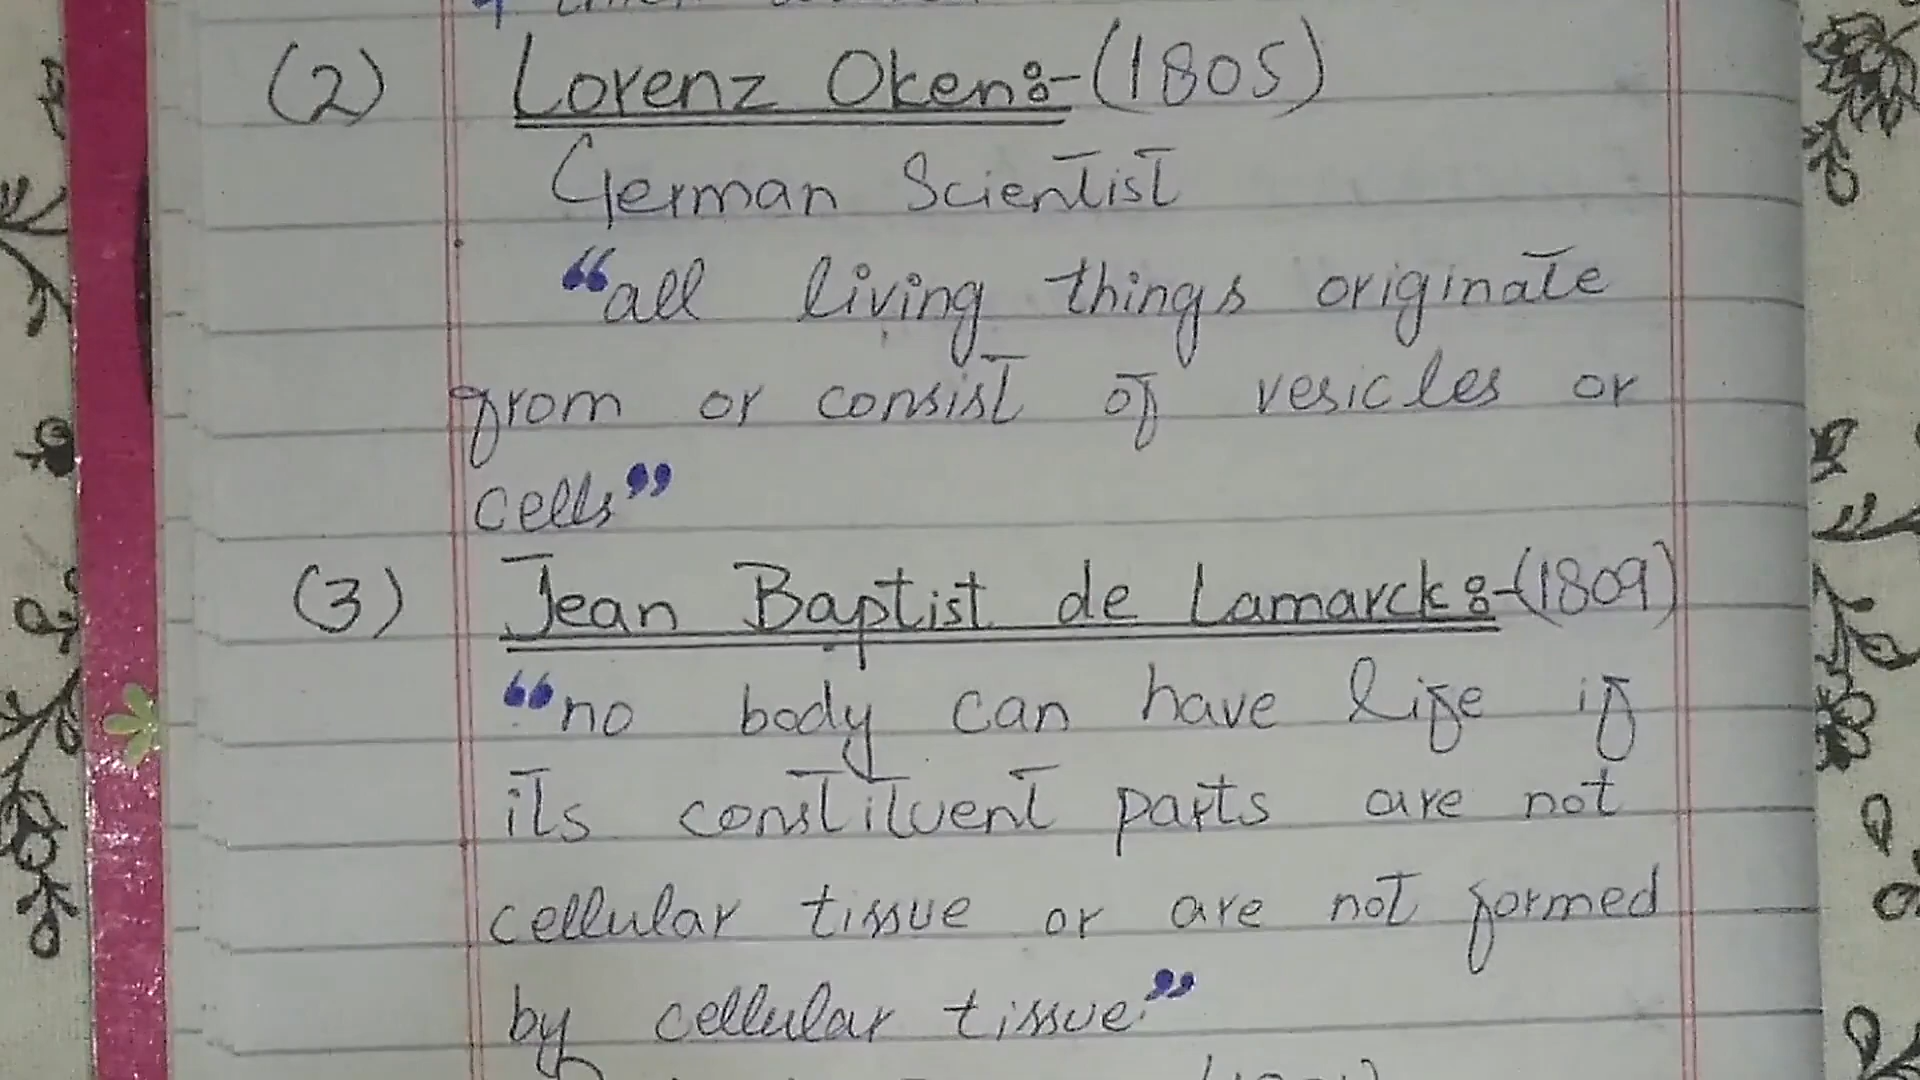 (2) Lorenz Oken:- (1805)
German Scientist
“all living things originate
from or consist of vesicles or
cells”
(3) Jean Baptist de Lamarck:- (1809)
“no body can have life if
its constituent parts are not
cellular tissue or are not formed
by cellular tissue.”